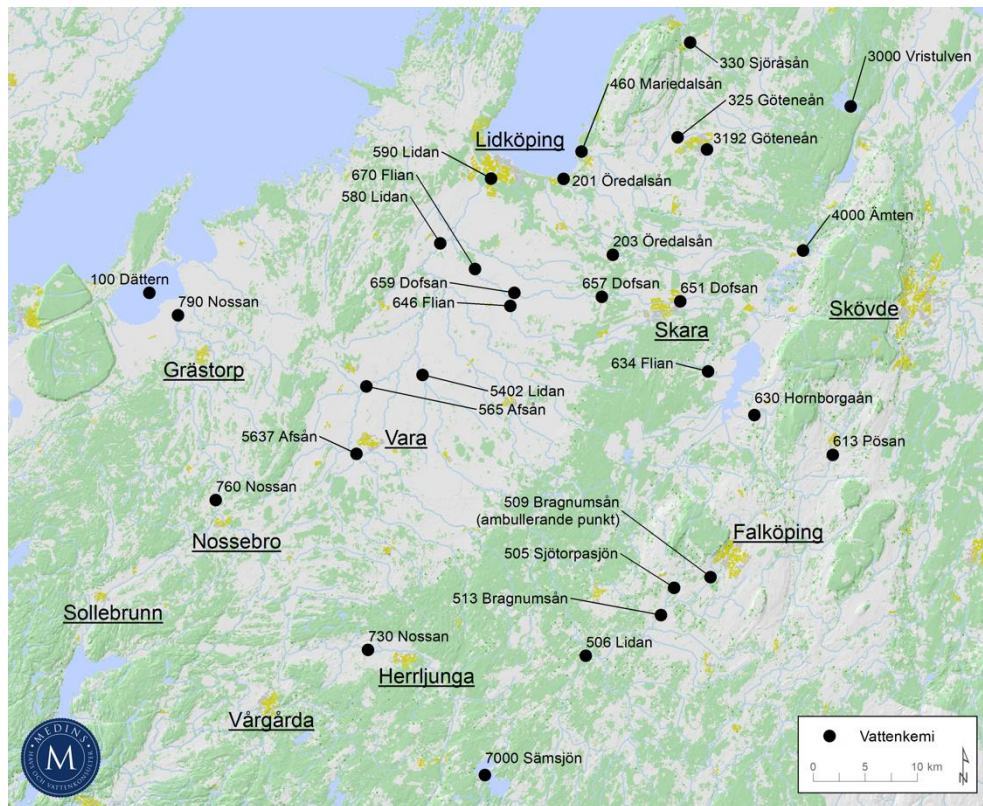 330 Sjöråsån
3000 Vristulven
460 Mariedalsån
325 Göteneån
Lidköping
3192 Göteneån
590 Lidan
670 Flian
201 Öredalsån
580 Lidan
4000 Ämten
203 Öredalsån
100 Dättern
659 Dofsan
657 Dofsan
651 Dofsan
790 Nossan
646 Flian
Skövde
Skara
Grästorp
634 Flian
5402 Lidan
565 Afsån
630 Hornborgaån
5637 Afsån
Vara
613 Pösan
760 Nossan
509 Bragnumsån
(ambullerande punkt)
Nossebro
Falköping
505 Sjötorpasjön
513 Bragnumsån
Sollebrunn
730 Nossan
506 Lidan
Herrljunga
Vårgårda
7000 Sämsjön
MEDINS
M
HAVS OCH VATTENKONSULTER
Vattenkemi
0 5 10 km
N